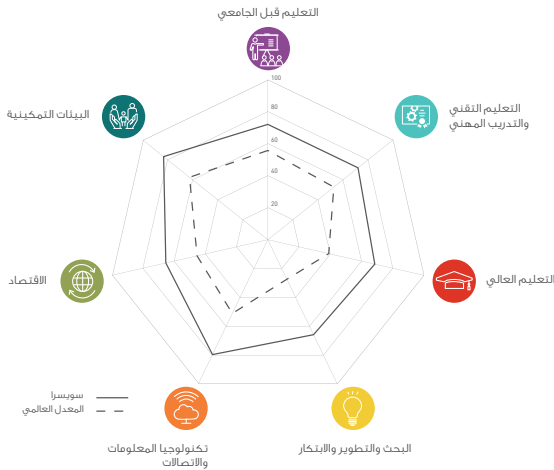 التعليم قبل الجامعي
100
80
60
40
20
التعليم التقني
والتدريب المهني
البيئات التمكينية
التعليم العالي
الاقتصاد
سويسرا
المعدل العالمي
البحث والتطوير والابتكار
تكنولوجيا المعلومات
والاتصالات